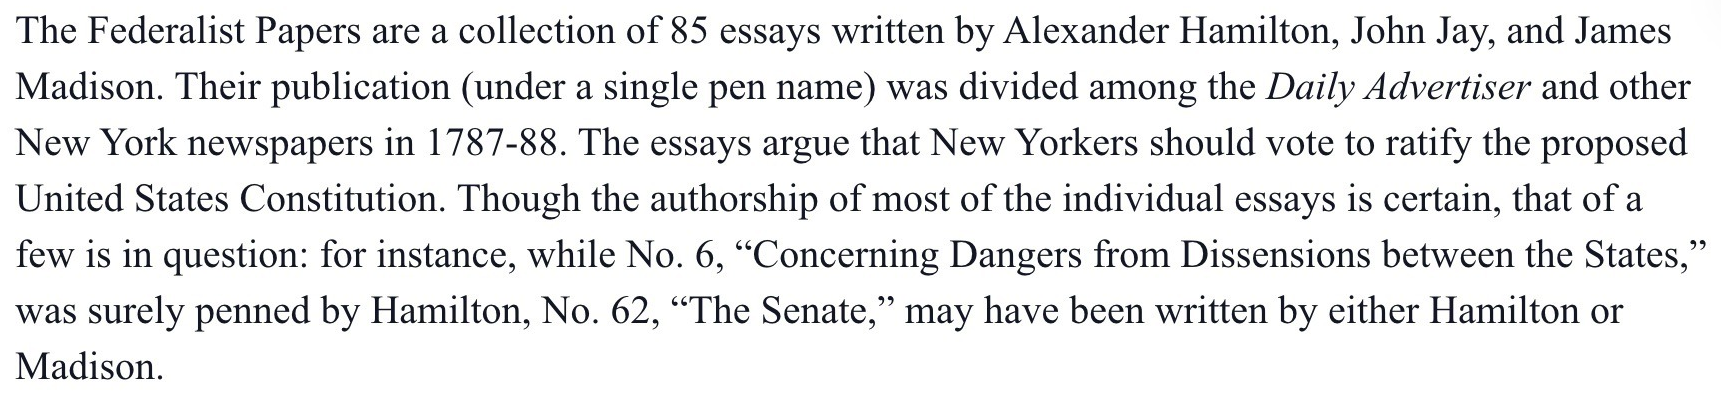 The Federalist Papers are a collection of 85 essays written by Alexander Hamilton, John Jay, and James
Madison. Their publication (under a single pen name) was divided among the Daily Advertiser and other
New York newspapers in 1787-88. The essays argue that New Yorkers should vote to ratify the proposed
United States Constitution. Though the authorship of most of the individual essays is certain, that of a
few is in question: for instance, while No. 6, “Concerning Dangers from Dissensions between the States,”
was surely penned by Hamilton, No. 62, “The Senate,” may have been written by either Hamilton or
Madison.